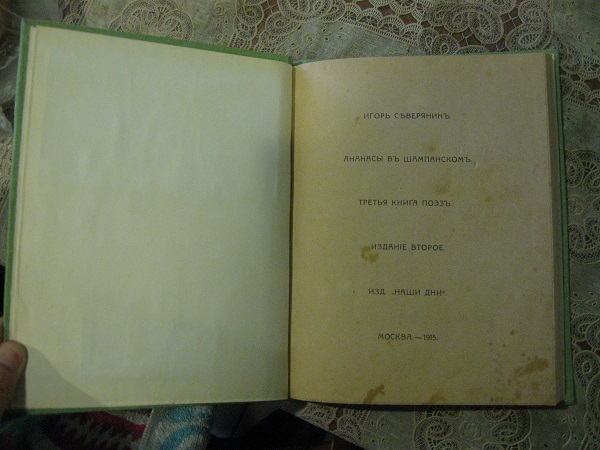 ИГОРЬ СѢВЕРЯНИНЪ.
АНАНАСЫ ВЪ ШАМПАНСКОМЪ.
ТРЕТЬЯ КНИГА ПОЭЗЪ.
ИЗДАНІЕ ВТОРОЕ.
ИЗД. „НАШИ ДНИ“.
МОСКВА — 1915.